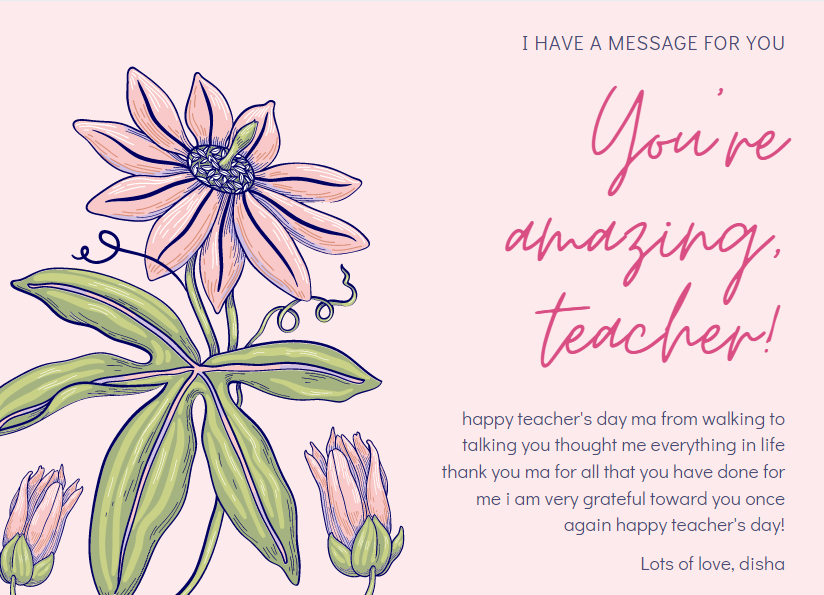 I HAVE A MESSAGE FOR YOU
You're
amazing,
teacher!
happy teacher's day ma from walking to
talking you thought me everything in life
thank you ma for all that you have done for
me i am very grateful toward you once
again happy teacher's day!
Lots of love, disha